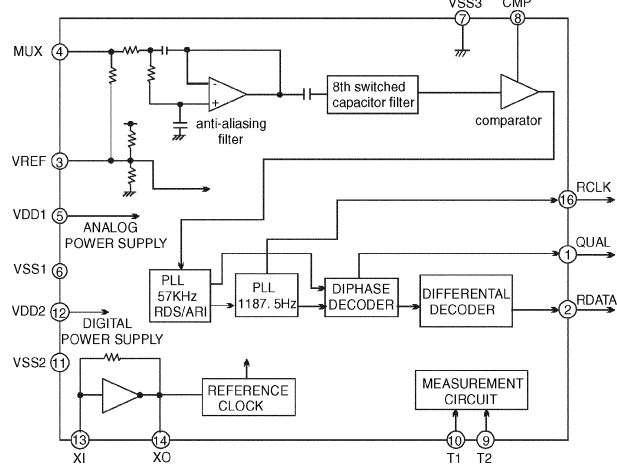 VSS3
CMP
7
8
MUX
4
-
+
anti-aliasing
filter
8th switched
capacitor filter
comparator
VREF
3
16
RCLK
VDD1
5
ANALOG
POWER SUPPLY
1
QUAL
VSS1
6
PLL
57KHz
RDS/ARI
PLL
1187. 5Hz
DIPHASE
DECODER
DIFFERENTAL
DECODER
2
RDATA
VDD2
12
DIGITAL
POWER SUPPLY
VSS2
11
REFERENCE
CLOCK
MEASUREMENT
CIRCUIT
13
14
10
9
XI
XO
T1
T2